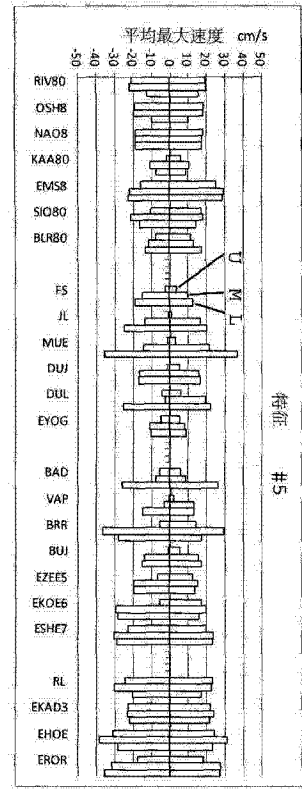 平均最大速度 cm/s
-50 -40 -30 -20 -10 0 10 20 30 40 50
RIV80
OSH8
NAO8
KAA80
EMS8
SIO80
BLR80
U
M
L
FS
JL
MUE
DUJ
DUL
EYOG
BAD
VAP
BRR
BUJ
EZEE5
EKOE6
ESHE7
RL
EKAD3
EHOE
EROR
特征 #5